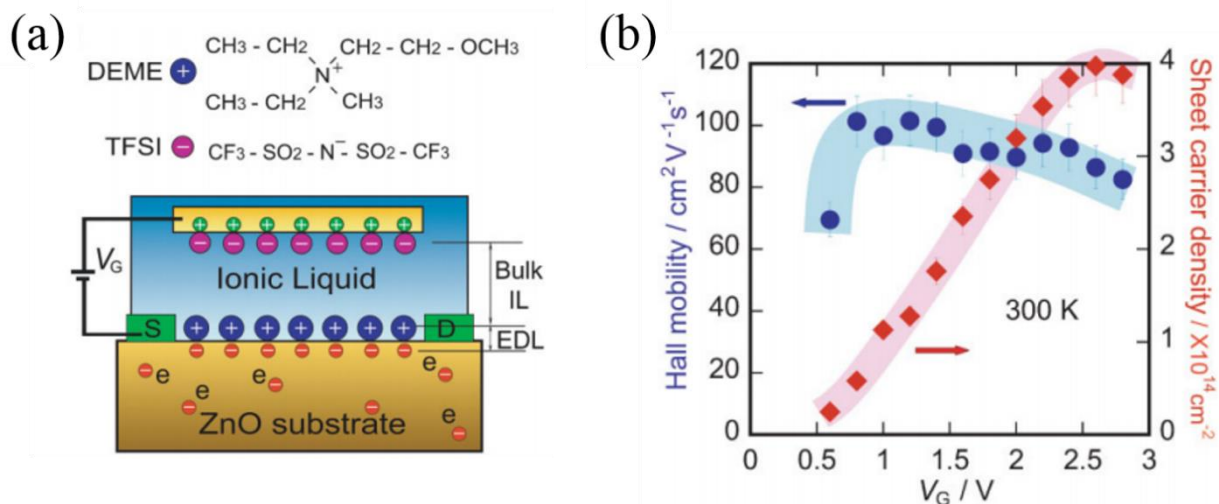 (a)
CH3 - CH2
CH2 - CH2 - OCH3
DEME +
N+
CH3 - CH2
CH3
TFSI −
CF3 - SO2 - N− - SO2 - CF3
+ + + + + + +
− − − − − − −
VG
Ionic Liquid
Bulk
IL
S
+ + + + + + +
D
EDL
− − − − − − −
e
e
e
e
e
ZnO substrate
(b)
120
100
80
60
40
20
0
Hall mobility / cm2 V-1s-1
4
3
2
1
0
Sheet carrier density / X1014 cm-2
300 K
0
0.5
1
1.5
2
2.5
3
VG / V